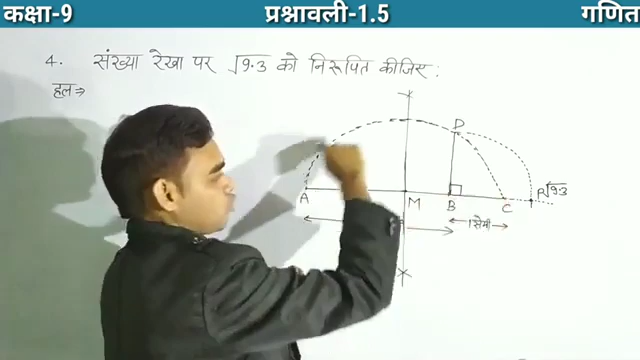 कक्षा-9 प्रश्नावली-1.5 गणित
4. संख्या रेखा पर √9.3 को निरूपित कीजिए:
हल⇒
D
A M B C P √9.3
1सेमी